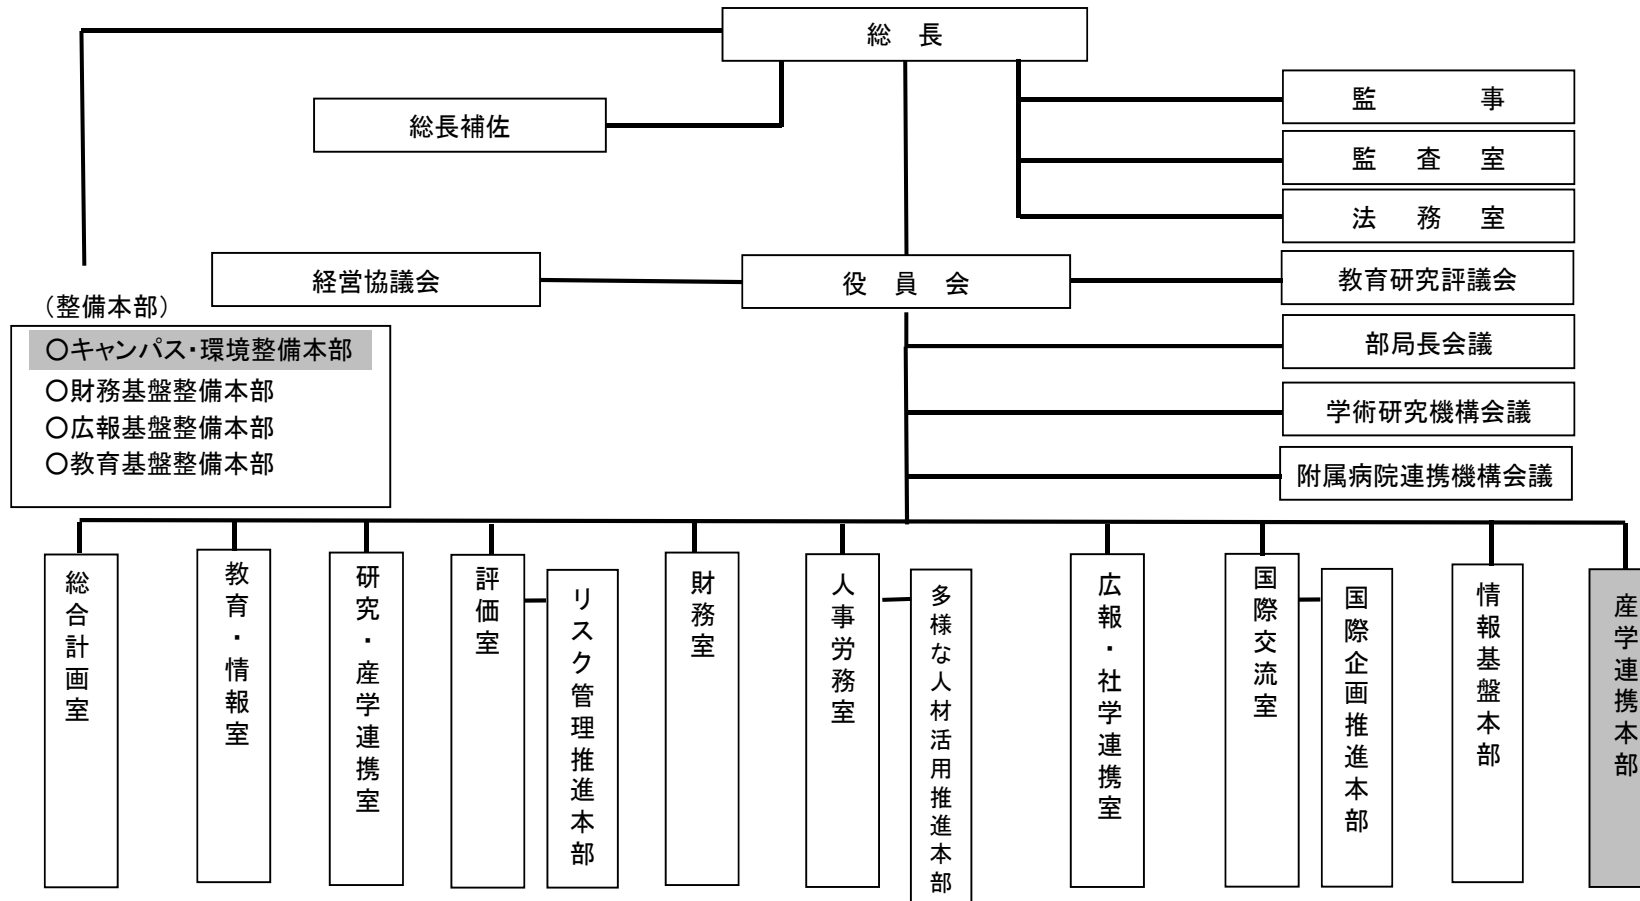 総　長
総長補佐
監　　　事
監　査　室
法　務　室
経営協議会
役　員　会
教育研究評議会
（整備本部）
部局長会議
○キャンパス・環境整備本部
○財務基盤整備本部
学術研究機構会議
○広報基盤整備本部
○教育基盤整備本部
附属病院連携機構会議
総合計画室
教育・情報室
研究・産学連携室
評価室
リスク管理推進本部
財務室
人事労務室
多様な人材活用推進本部
広報・社学連携室
国際交流室
国際企画推進本部
情報基盤本部
産学連携本部